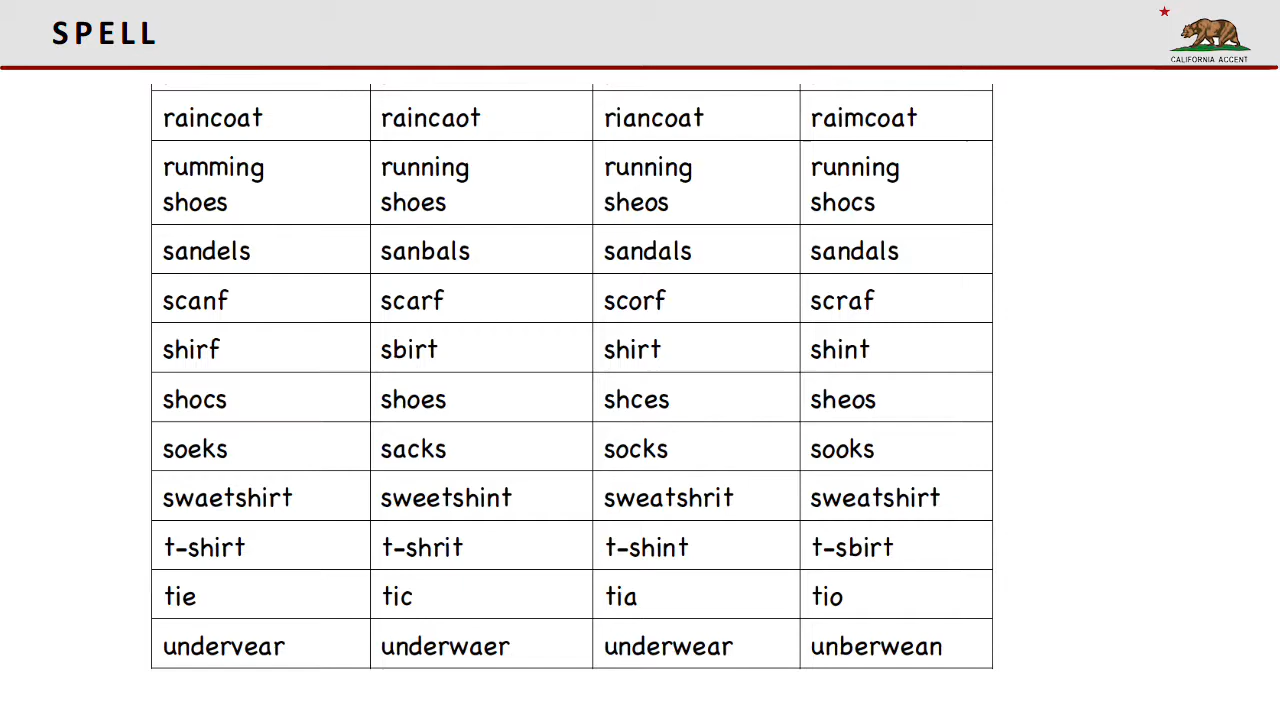 SPELL
CALIFORNIA ACCENT
raincoat raincaot riancoat raimcoat
rumming running running running
shoes shoes sheos shocs
sandels sanbals sandals sandals
scanf scarf scorf scraf
shirf sbirt shirt shint
shocs shoes shces sheos
soeks sacks socks sooks
swaetshirt sweetshint sweatshrit sweatshirt
t-shirt t-shrit t-shint t-sbirt
tie tic tia tio
undervear underwaer underwear unberwean